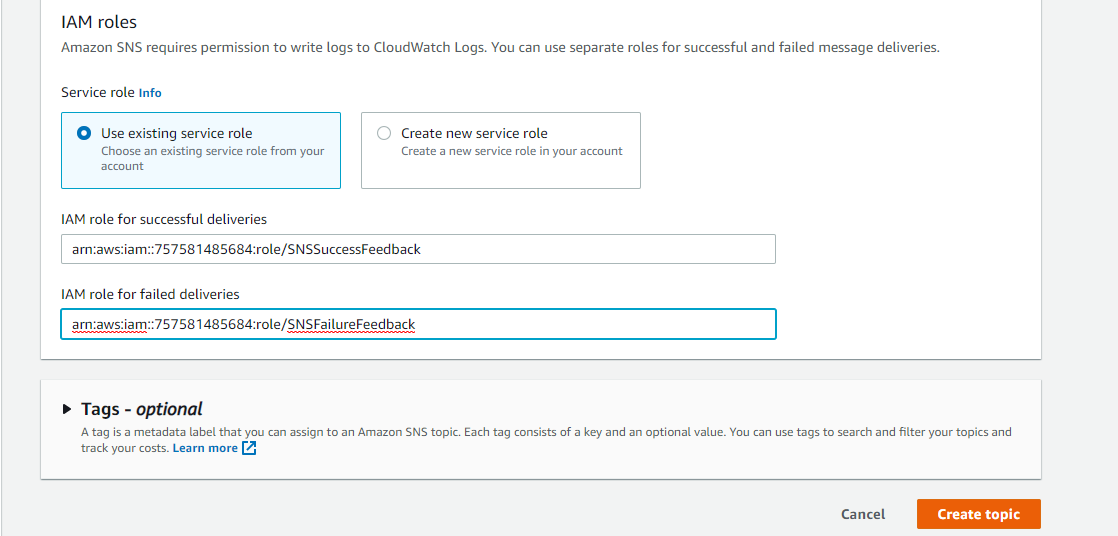 IAM roles
Amazon SNS requires permission to write logs to CloudWatch Logs. You can use separate roles for successful and failed message deliveries.
Service role Info
Use existing service role
Choose an existing service role from your
account
Create new service role
Create a new service role in your account
IAM role for successful deliveries
arn:aws:iam::757581485684:role/SNSSuccessFeedback
IAM role for failed deliveries
arn:aws:iam::757581485684:role/SNSFailureFeedback
Tags - optional
A tag is a metadata label that you can assign to an Amazon SNS topic. Each tag consists of a key and an optional value. You can use tags to search and filter your topics and
track your costs. Learn more
Cancel
Create topic